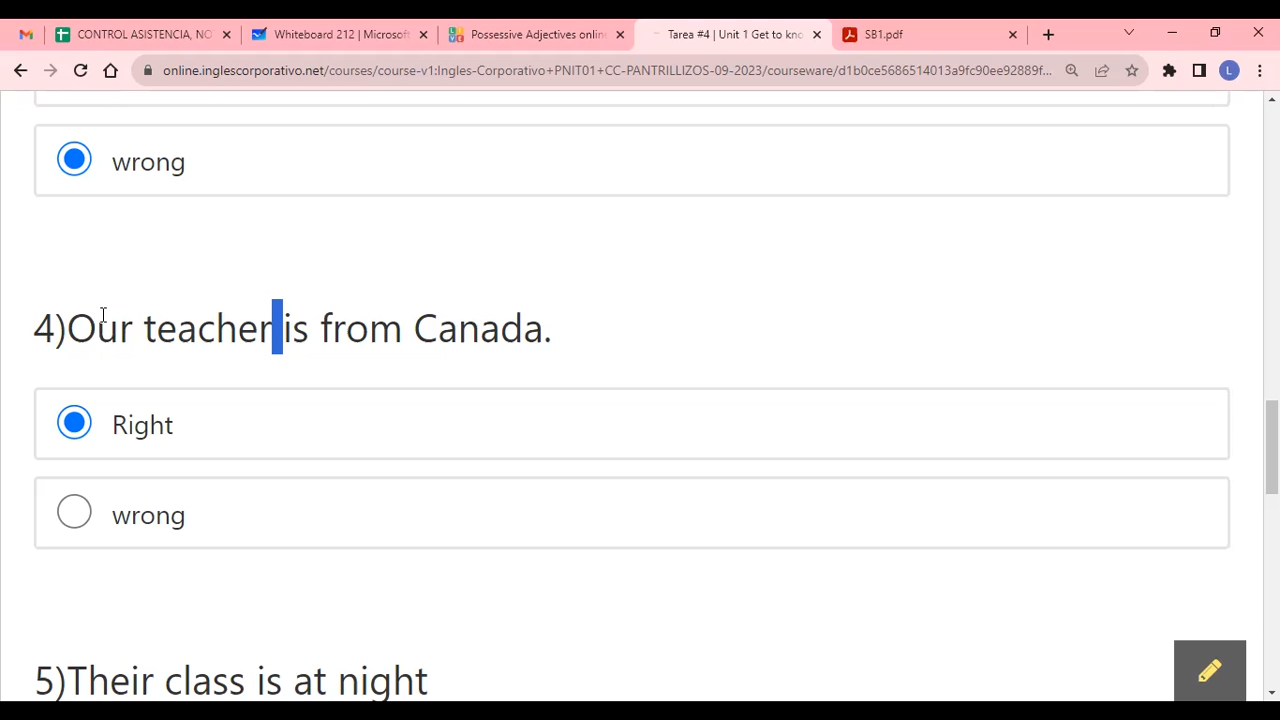 CONTROL ASISTENCIA, NO
Whiteboard 212 | Microsoft
Possessive Adjectives onlin
Tarea #4 | Unit 1 Get to kno
SB1.pdf
online.inglescorporativo.net/courses/course-v1:Ingles-Corporativo+PNIT01+CC-PANTRILLIZOS-09-2023/courseware/d1b0ce5686514013a9fc90ee92889f...
L
wrong
4)Our teacher is from Canada.
Right
wrong
5)Their class is at night